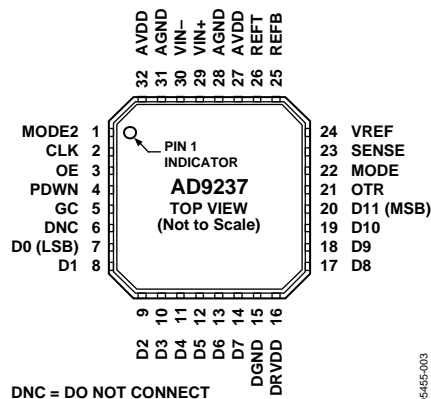 32 AVDD
31 AGND
30 VIN–
29 VIN+
28 AGND
27 AVDD
26 REFT
25 REFB
MODE2 1
CLK 2
OE 3
PDWN 4
GC 5
DNC 6
D0 (LSB) 7
D1 8
PIN 1
INDICATOR
AD9237
TOP VIEW
(Not to Scale)
24 VREF
23 SENSE
22 MODE
21 OTR
20 D11 (MSB)
19 D10
18 D9
17 D8
D2 9
D3 10
D4 11
D5 12
D6 13
D7 14
DGND 15
DRVDD 16
DNC = DO NOT CONNECT
05455-003